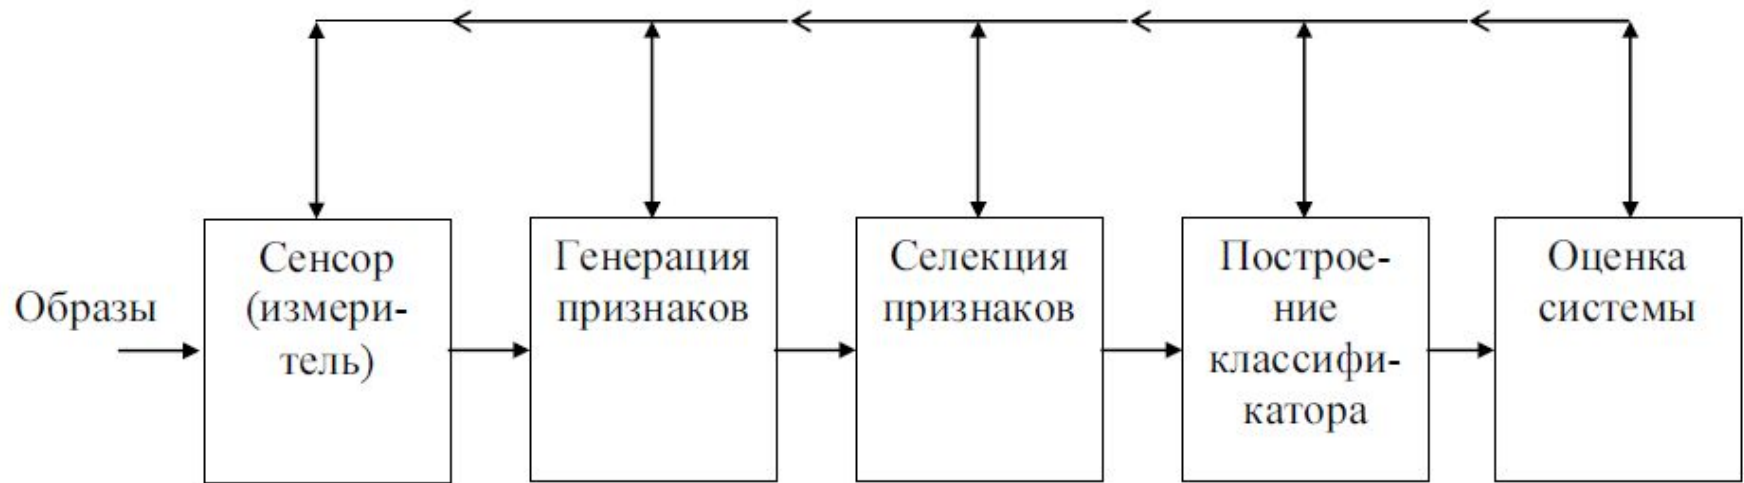 Образы
Сенсор
(измери-
тель)
Генерация
признаков
Селекция
признаков
Построе-
ние
классифи-
катора
Оценка
системы